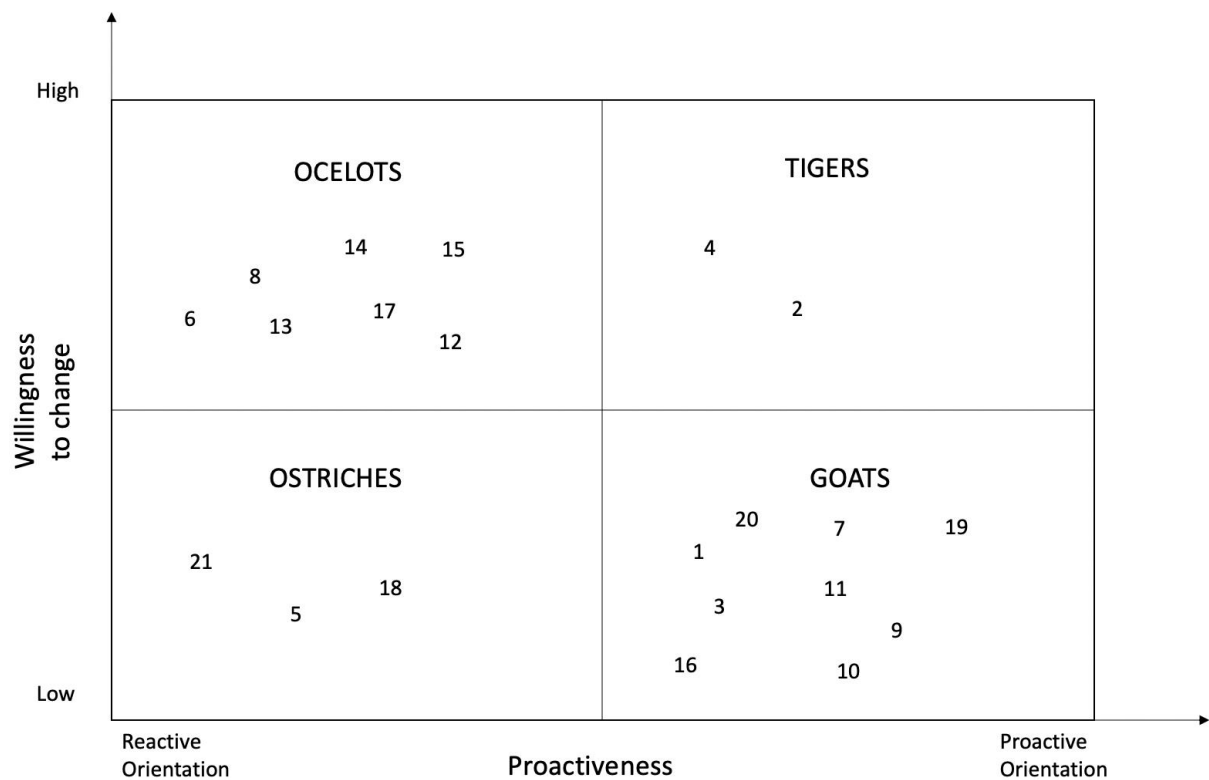 High
OCELOTS
TIGERS
14
15
4
8
2
6
13
17
12
Willingness
to change
OSTRICHES
GOATS
20
7
19
1
21
18
11
3
5
9
16
10
Low
Reactive
Orientation
Proactiveness
Proactive
Orientation